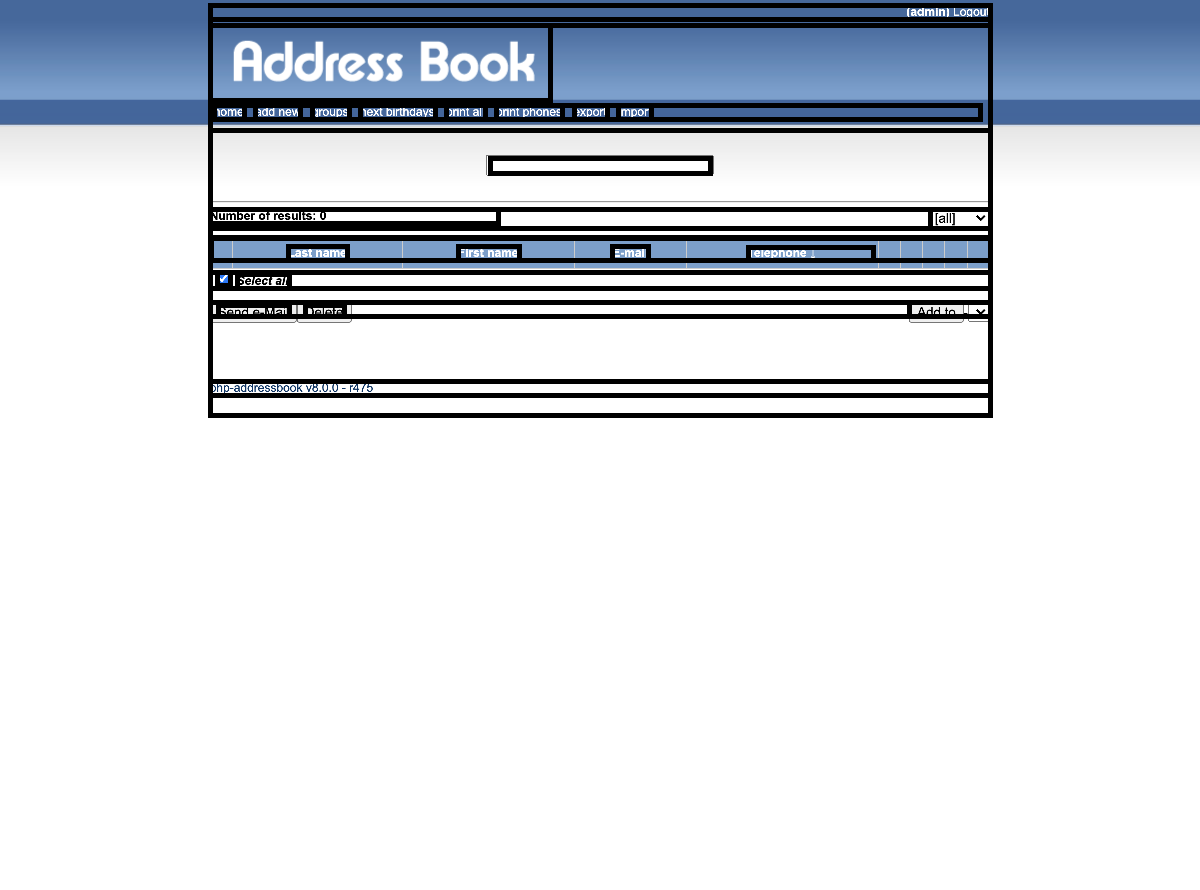 (admin) Logout
Address Book
home add new groups next birthdays print all print phones export import
Number of results: 0
[all]
Last name First name E-mail Telephone ↓
Select all
Send e-Mail Delete Add to -
php-addressbook v8.0.0 - r475